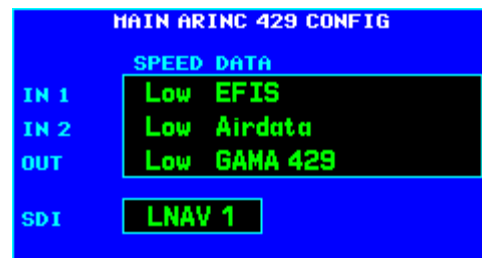 MAIN ARINC 429 CONFIG
SPEED DATA
IN 1 Low EFIS
IN 2 Low Airdata
OUT Low GAMA 429
SDI LNAV 1